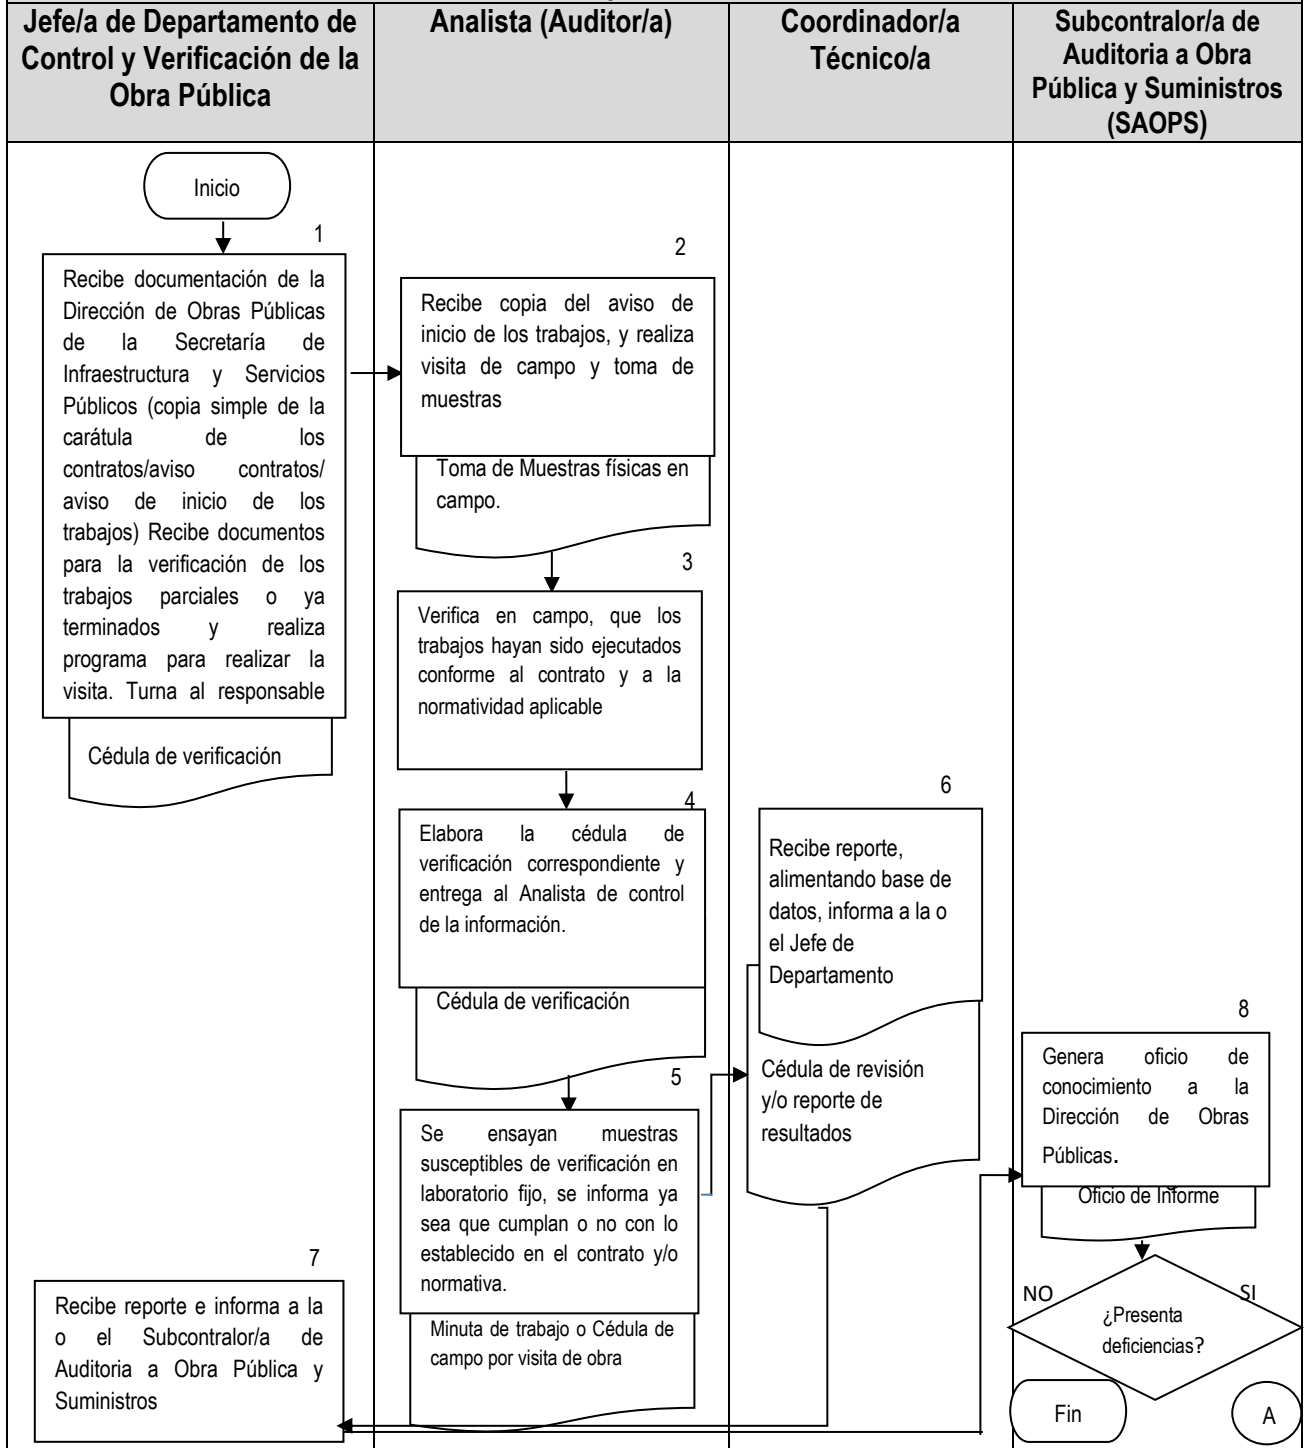 Jefe/a de Departamento de
Control y Verificación de la
Obra Pública
Analista (Auditor/a)
Coordinador/a
Técnico/a
Subcontralor/a de
Auditoria a Obra
Pública y Suministros
(SAOPS)
Inicio
1
Recibe documentación de la
Dirección de Obras Públicas
de la Secretaría de
Infraestructura y Servicios
Públicos (copia simple de la
carátula de los
contratos/aviso contratos/
aviso de inicio de los
trabajos) Recibe documentos
para la verificación de los
trabajos parciales o ya
terminados y realiza
programa para realizar la
visita. Turna al responsable
Cédula de verificación
2
Recibe copia del aviso de
inicio de los trabajos, y realiza
visita de campo y toma de
muestras
Toma de Muestras físicas en
campo.
3
Verifica en campo, que los
trabajos hayan sido ejecutados
conforme al contrato y a la
normatividad aplicable
4
Elabora la cédula de
verificación correspondiente y
entrega al Analista de control
de la información.
Cédula de verificación
5
Se ensayan muestras
susceptibles de verificación en
laboratorio fijo, se informa ya
sea que cumplan o no con lo
establecido en el contrato y/o
normativa.
Minuta de trabajo o Cédula de
campo por visita de obra
6
Recibe reporte,
alimentando base de
datos, informa a la o
el Jefe de
Departamento
Cédula de revisión
y/o reporte de
resultados
7
Recibe reporte e informa a la
o el Subcontralor/a de
Auditoria a Obra Pública y
Suministros
8
Genera oficio de
conocimiento a la
Dirección de Obras
Públicas.
Oficio de Informe
NO
SI
¿Presenta
deficiencias?
Fin
A